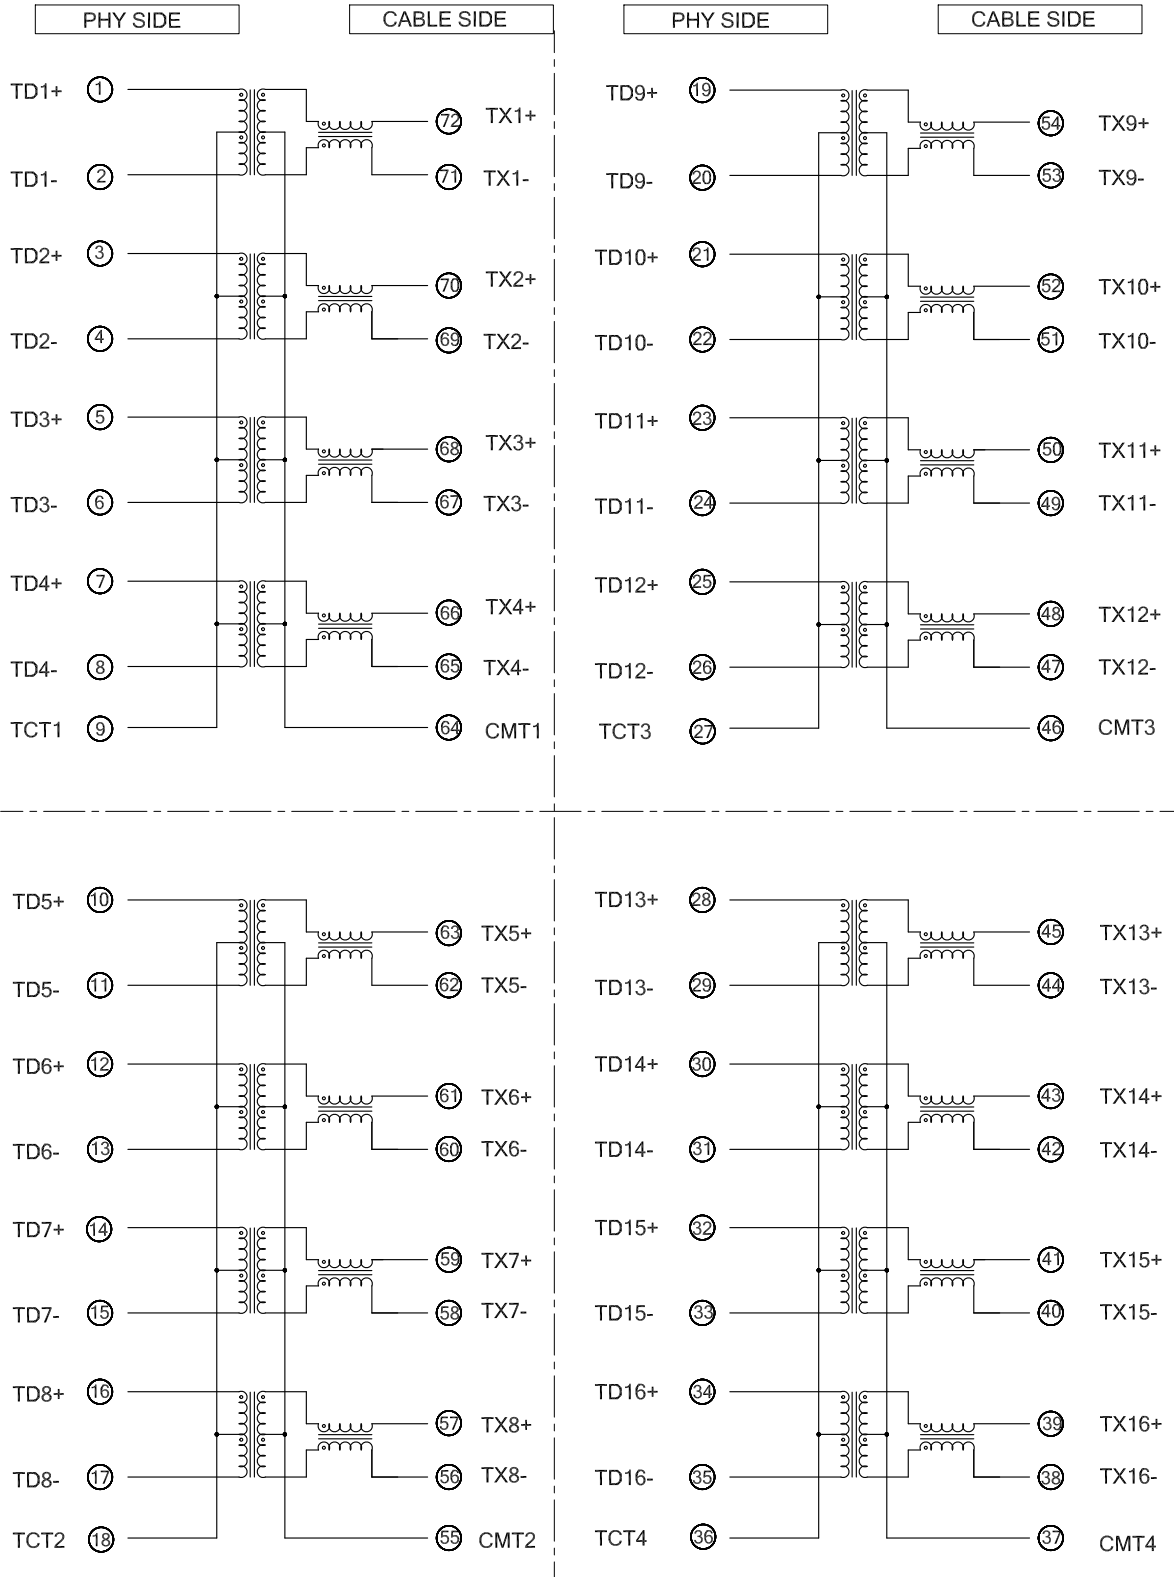 PHY SIDE CABLE SIDE PHY SIDE CABLE SIDE
TD1+ 1 72 TX1+
TD1- 2 71 TX1-
TD2+ 3 70 TX2+
TD2- 4 69 TX2-
TD3+ 5 68 TX3+
TD3- 6 67 TX3-
TD4+ 7 66 TX4+
TD4- 8 65 TX4-
TCT1 9 64 CMT1
TD9+ 19 54 TX9+
TD9- 20 53 TX9-
TD10+ 21 52 TX10+
TD10- 22 51 TX10-
TD11+ 23 50 TX11+
TD11- 24 49 TX11-
TD12+ 25 48 TX12+
TD12- 26 47 TX12-
TCT3 27 46 CMT3
TD5+ 10 63 TX5+
TD5- 11 62 TX5-
TD6+ 12 61 TX6+
TD6- 13 60 TX6-
TD7+ 14 59 TX7+
TD7- 15 58 TX7-
TD8+ 16 57 TX8+
TD8- 17 56 TX8-
TCT2 18 55 CMT2
TD13+ 28 45 TX13+
TD13- 29 44 TX13-
TD14+ 30 43 TX14+
TD14- 31 42 TX14-
TD15+ 32 41 TX15+
TD15- 33 40 TX15-
TD16+ 34 39 TX16+
TD16- 35 38 TX16-
TCT4 36 37 CMT4